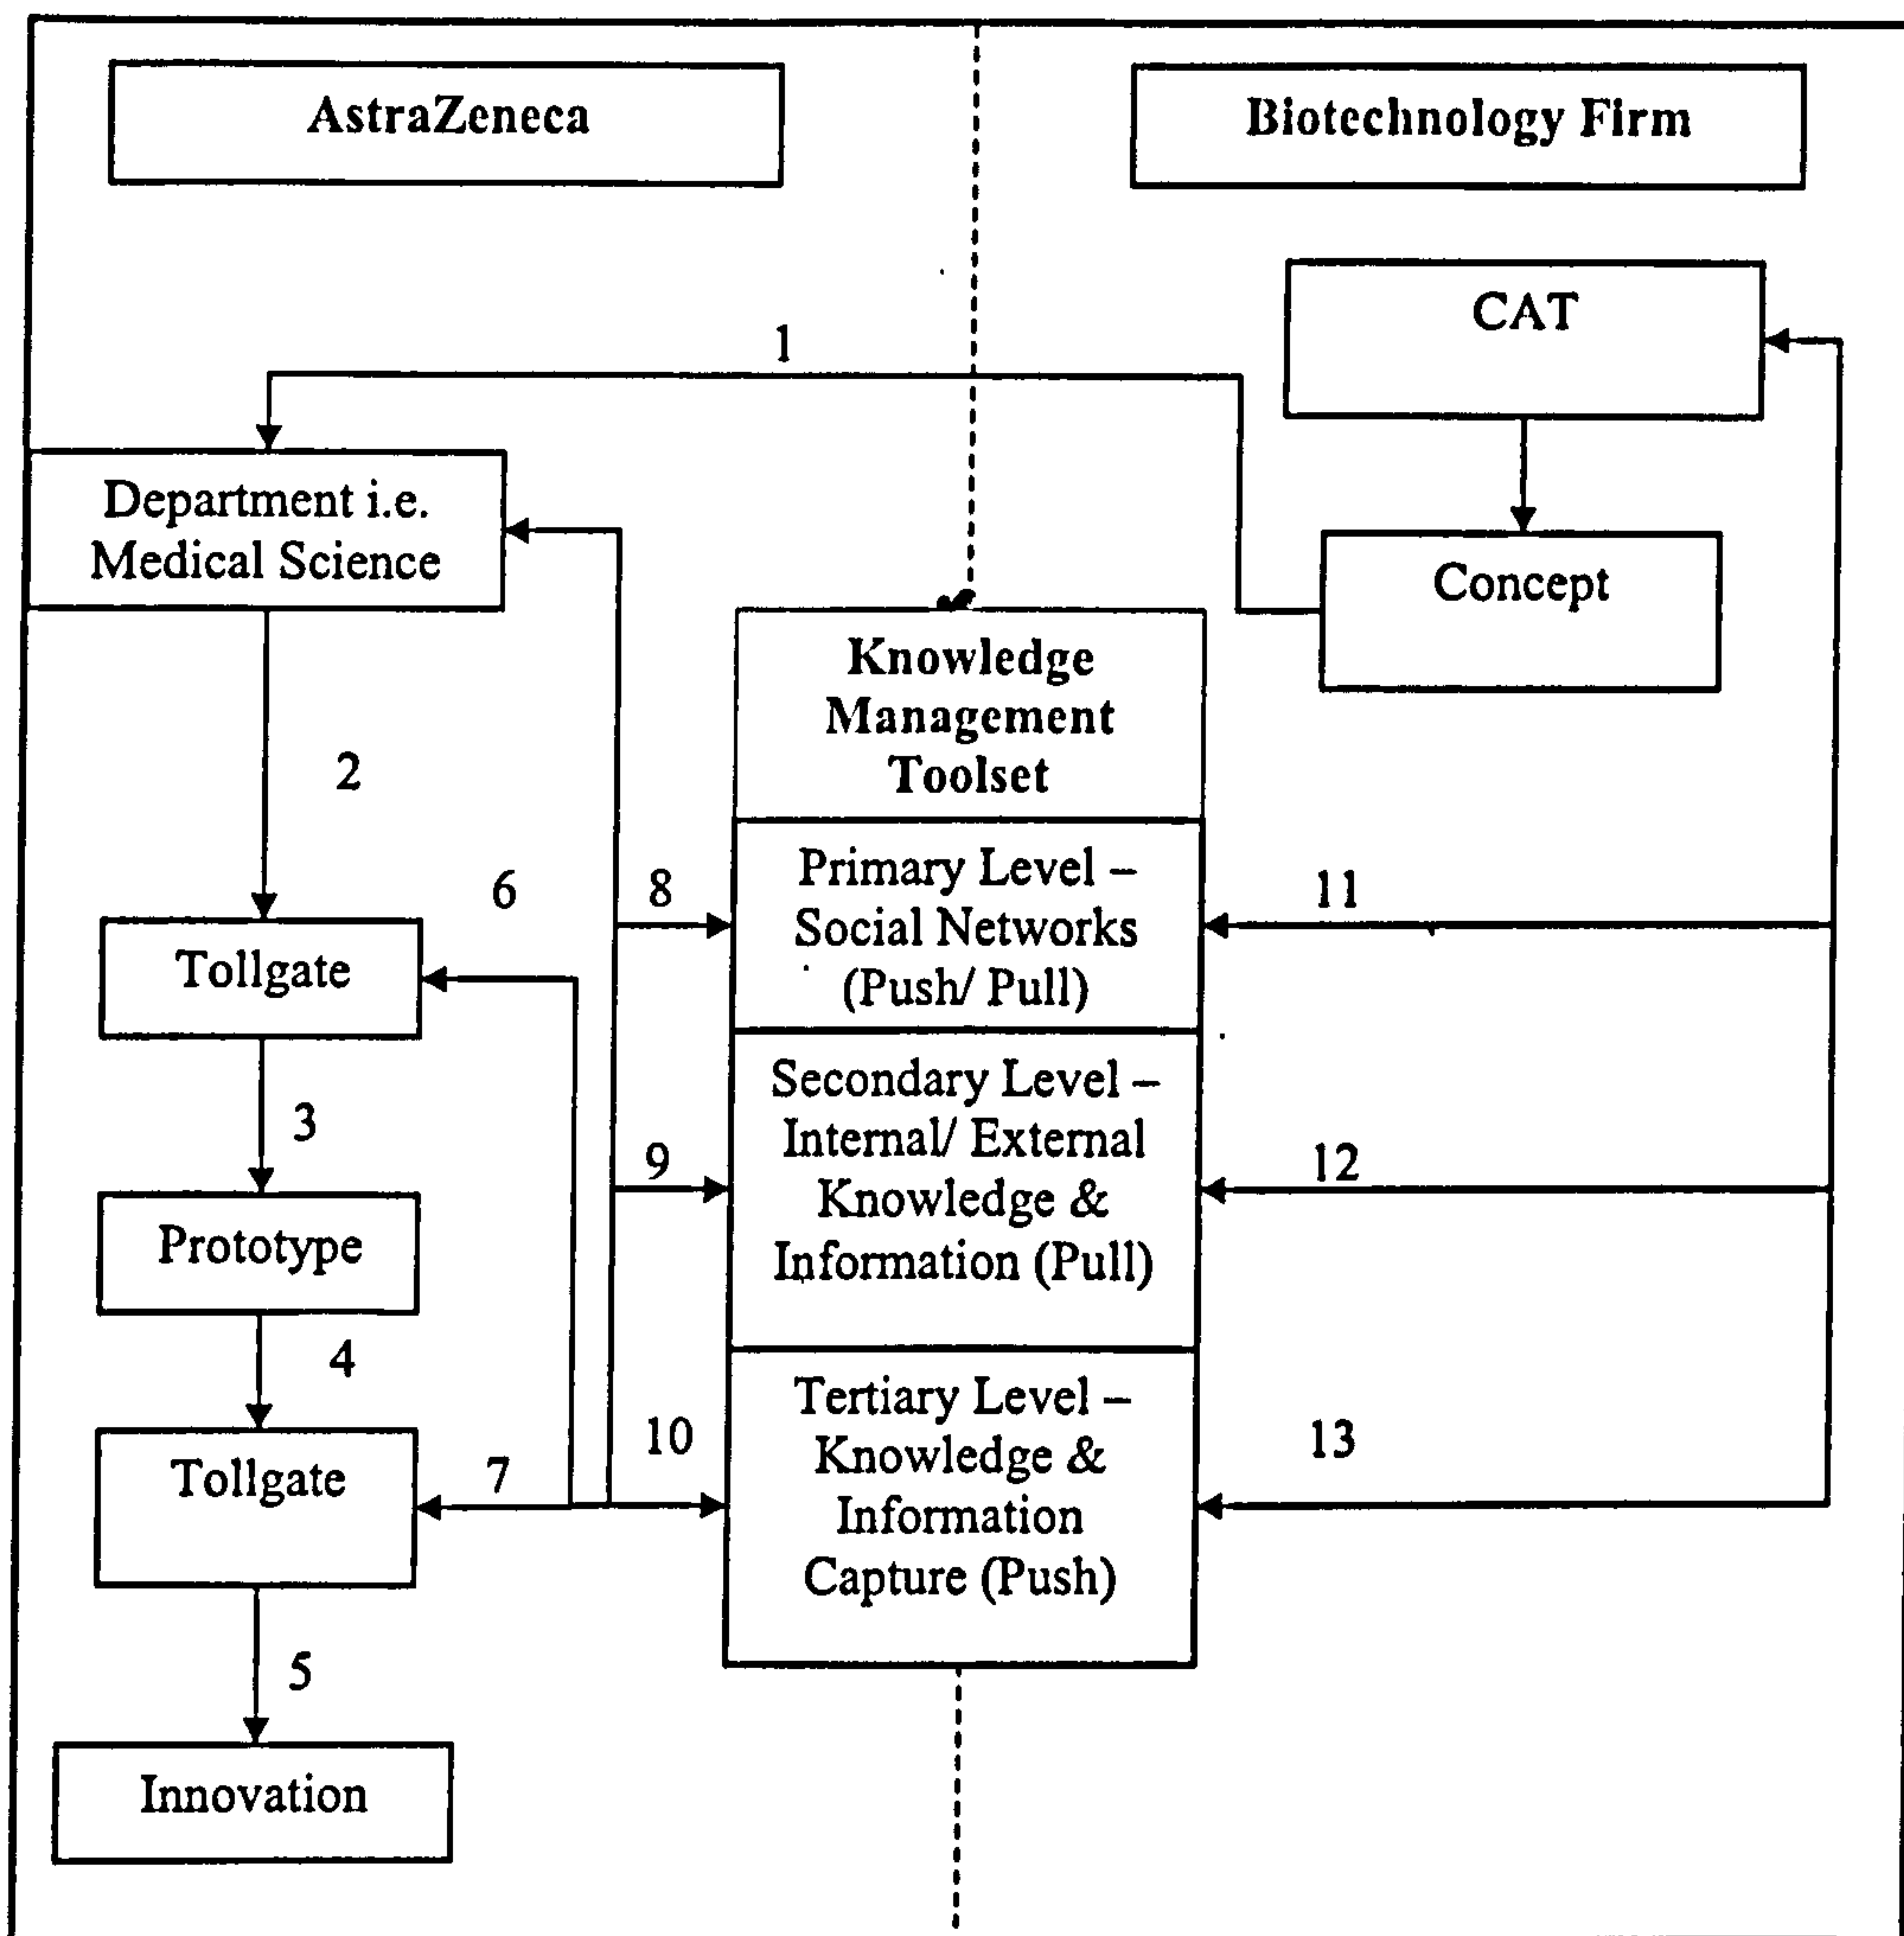 AstraZeneca
Biotechnology Firm
CAT
1
Department i.e.
Medical Science
Concept
Knowledge
Management
Toolset
2
6
8
Primary Level –
Social Networks
(Push/ Pull)
11
Tollgate
3
9
Secondary Level –
Internal/ External
Knowledge &
Information (Pull)
12
Prototype
4
7
10
Tertiary Level –
Knowledge &
Information
Capture (Push)
13
Tollgate
5
Innovation